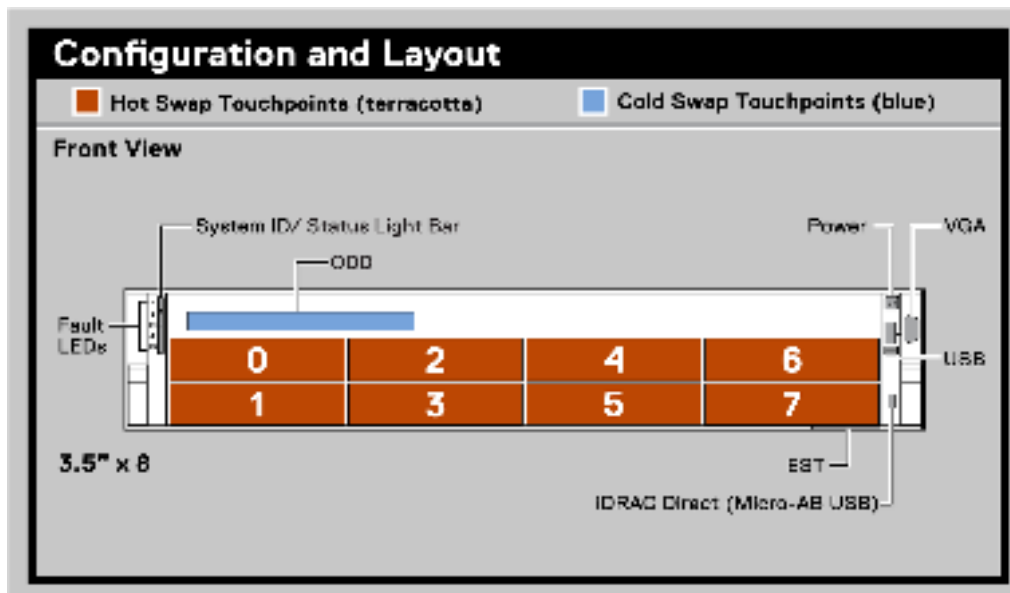 Configuration and Layout
Hot Swap Touchpoints (terracotta) Cold Swap Touchpoints (blue)
Front View
System ID/ Status Light Bar Power VGA
ODD
Fault
LEDs
0 2 4 6
USB
1 3 5 7
3.5" x 8
EST
iDRAC Direct (Micro-AB USB)